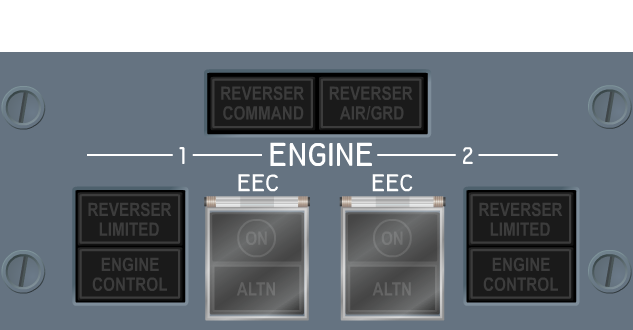 REVERSER COMMAND
REVERSER AIR/GRD
1 ENGINE 2
EEC EEC
REVERSER LIMITED
ON
ON
REVERSER LIMITED
ENGINE CONTROL
ALTN
ALTN
ENGINE CONTROL